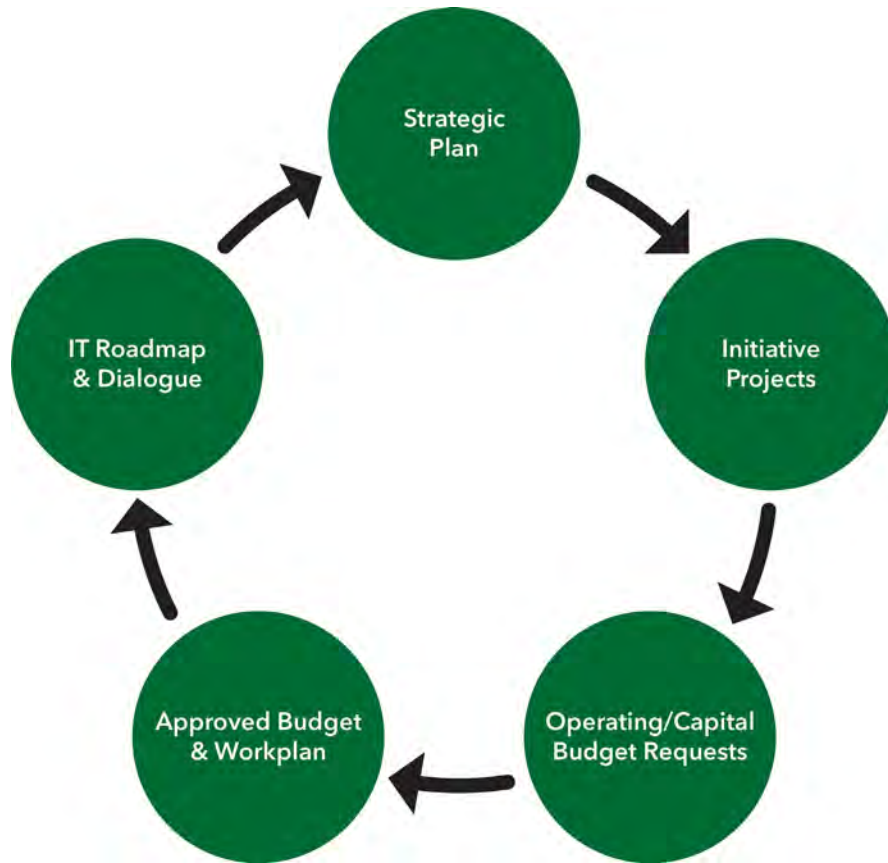 Strategic
Plan
Initiative
Projects
Operating/Capital
Budget Requests
Approved Budget
& Workplan
IT Roadmap
& Dialogue